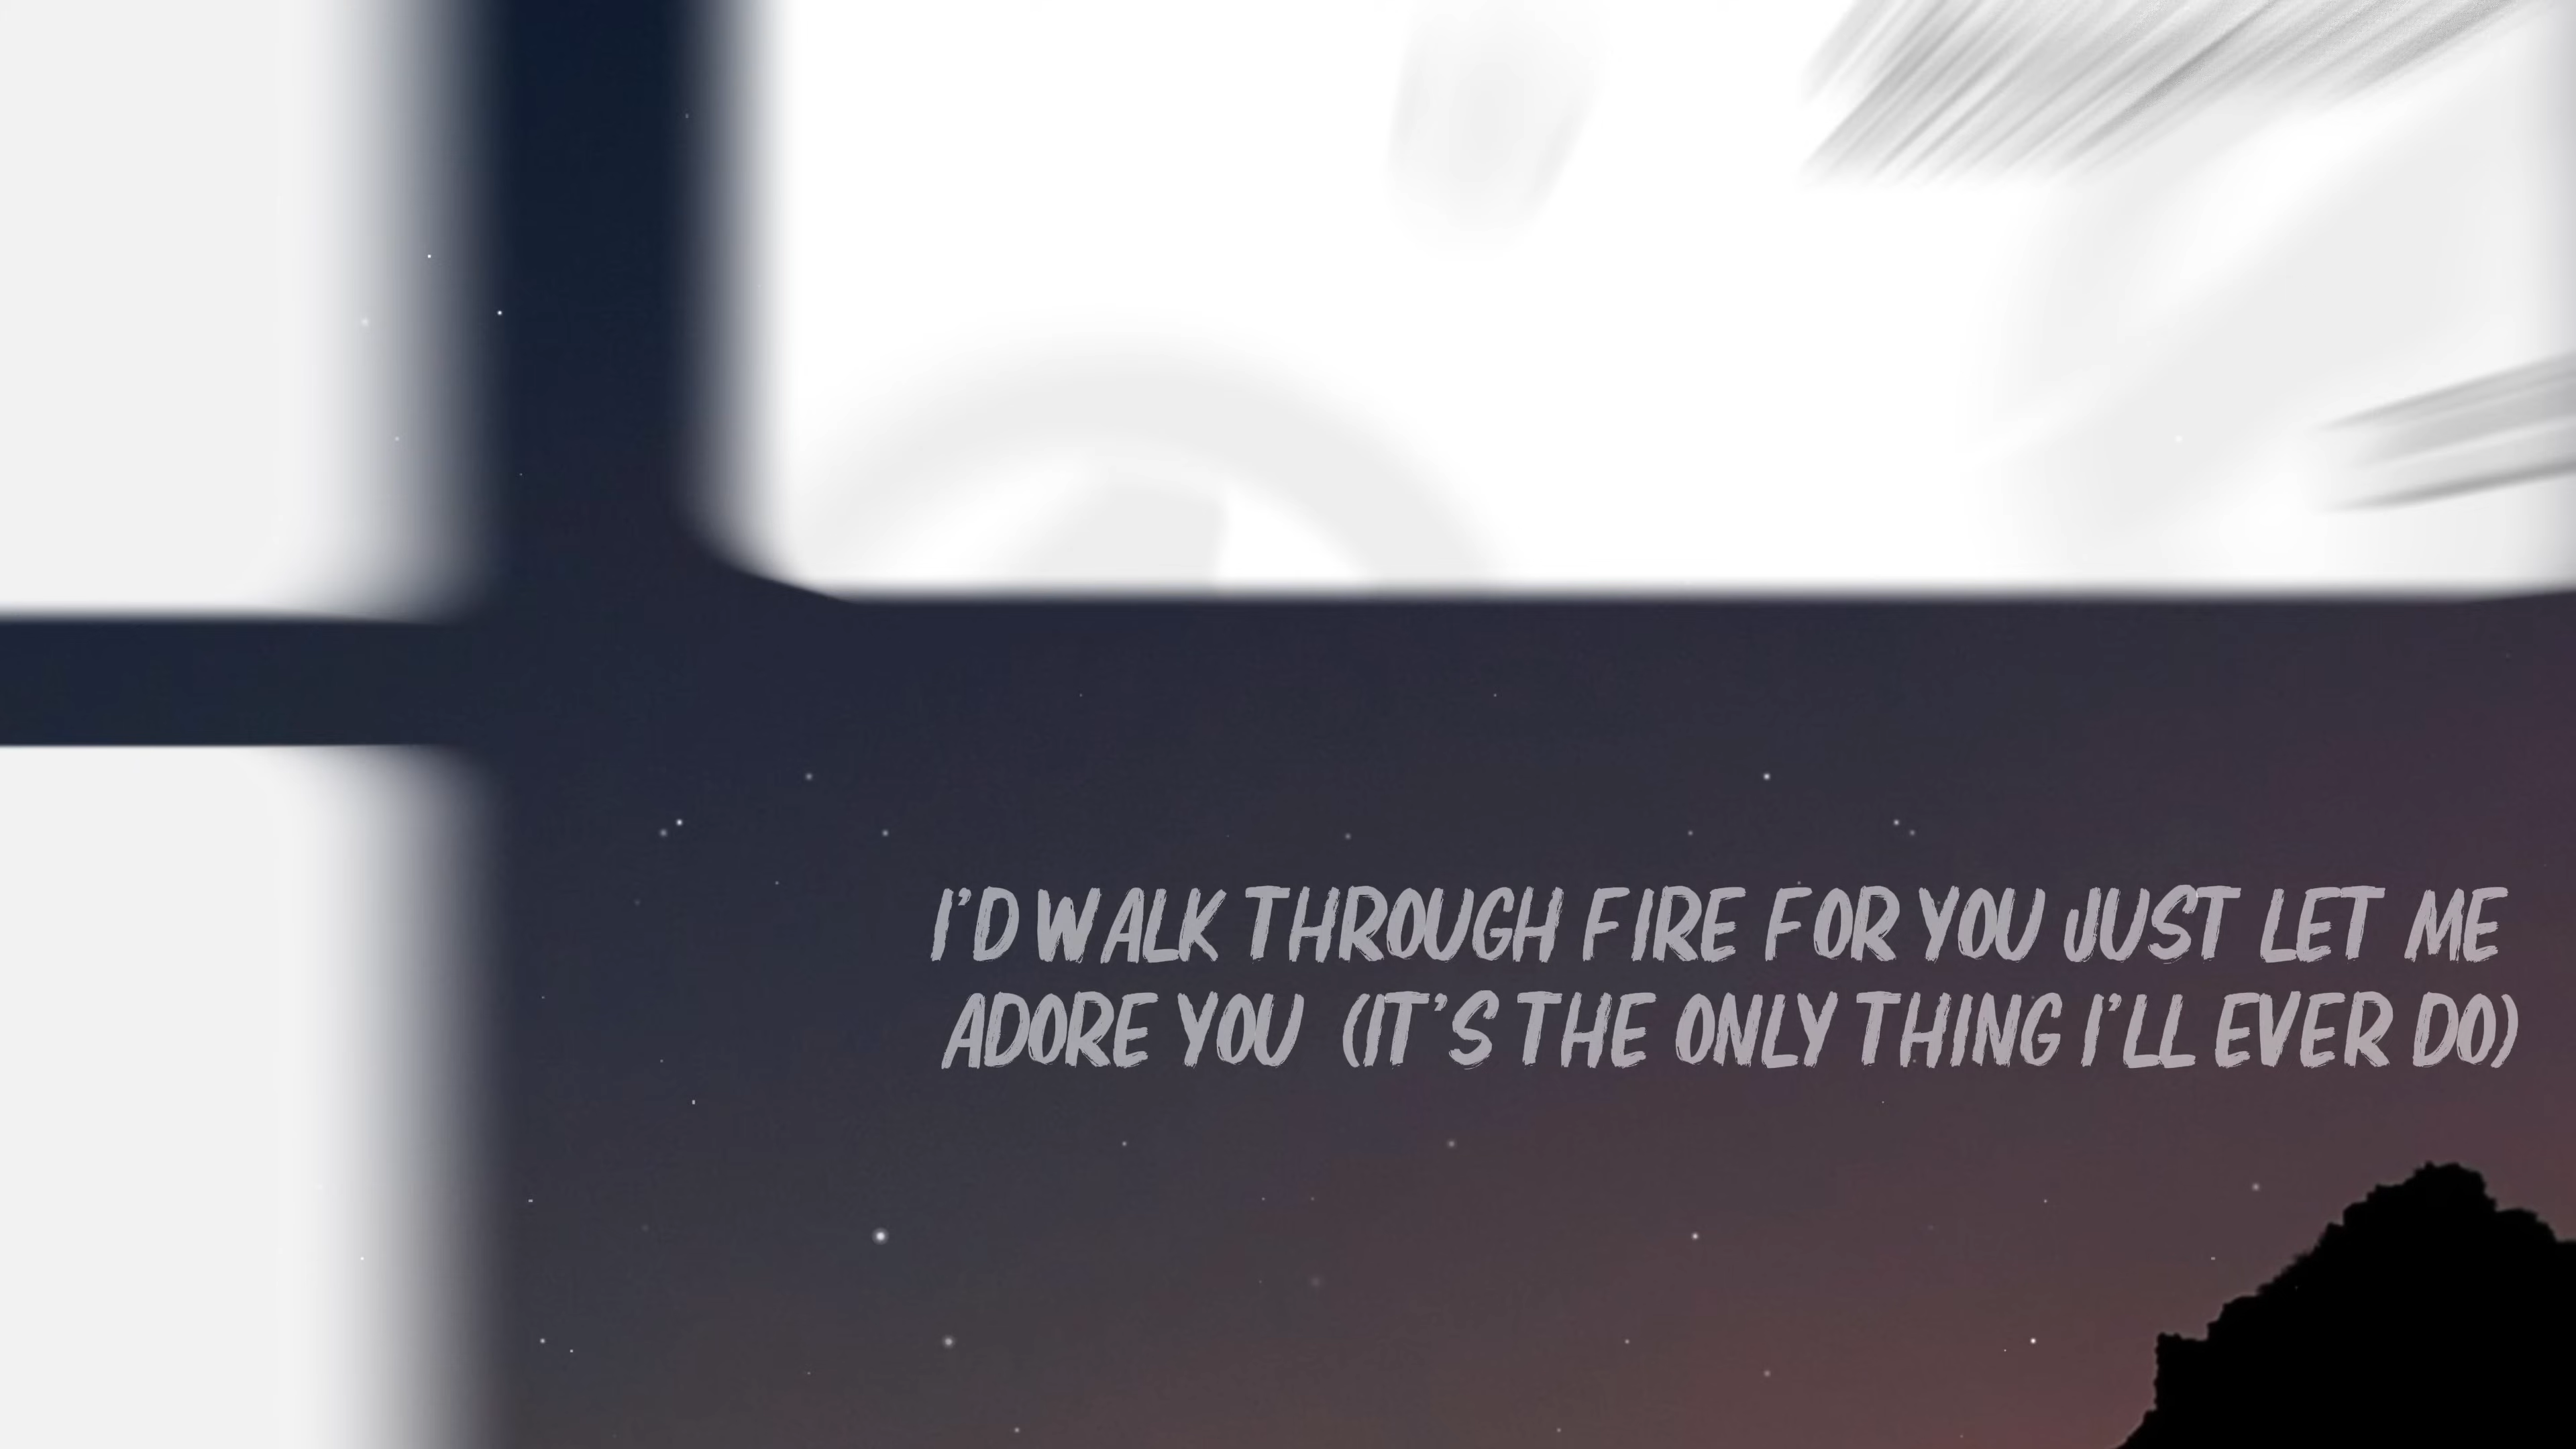 I'D WALK THROUGH FIRE FOR YOU JUST LET ME
ADORE YOU (IT'S THE ONLY THING I'LL EVER DO)